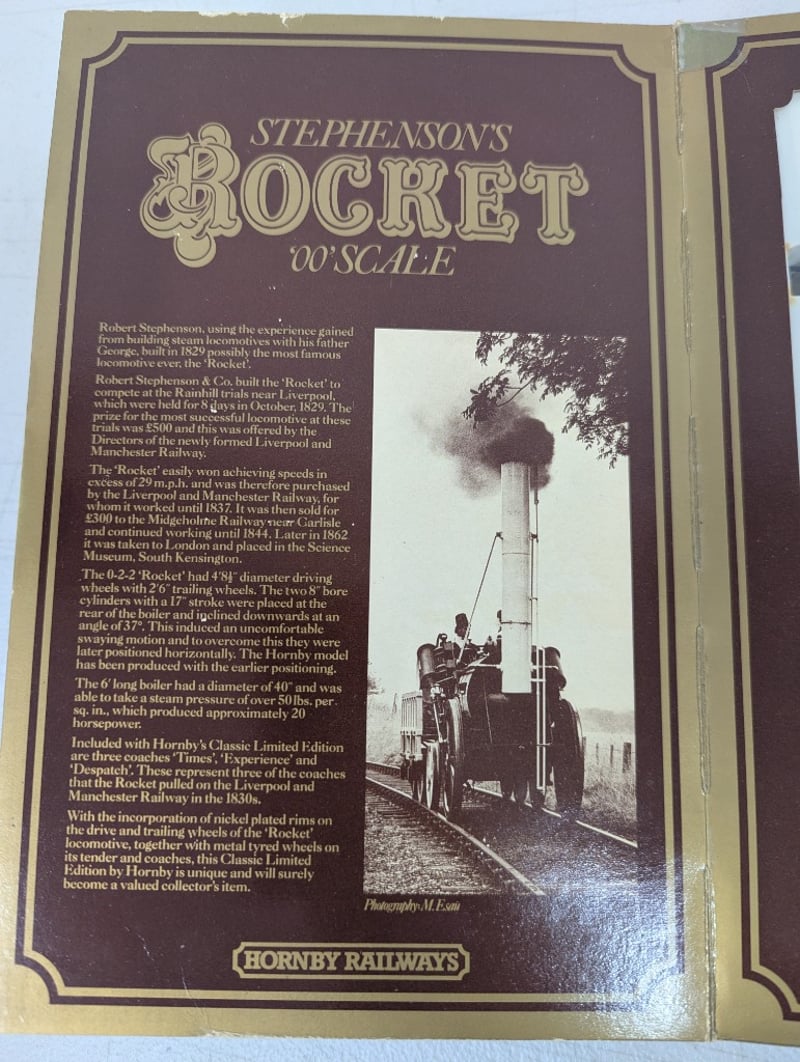 STEPHENSON'S
ROCKET
'OO' SCALE
Robert Stephenson, using the experience gained
from building steam locomotives with his father
George, built in 1829 possibly the most famous
locomotive ever, the 'Rocket'.
Robert Stephenson & Co. built the 'Rocket' to
compete at the Rainhill trials near Liverpool,
which were held for 8 days in October, 1829. The
prize for the most successful locomotive at these
trials was £500 and this was offered by the
Directors of the newly formed Liverpool and
Manchester Railway.
The 'Rocket' easily won achieving speeds in
excess of 29 m.p.h. and was therefore purchased
by the Liverpool and Manchester Railway, for
whom it worked until 1837. It was then sold for
£300 to the Midgeholme Railway near Carlisle
and continued working until 1844. Later in 1862
it was taken to London and placed in the Science
Museum, South Kensington.
The 0-2-2 'Rocket' had 4'8½" diameter driving
wheels with 2'6" trailing wheels. The two 8" bore
cylinders with a 17" stroke were placed at the
rear of the boiler and inclined downwards at an
angle of 37°. This induced an uncomfortable
swaying motion and to overcome this they were
later positioned horizontally. The Hornby model
has been produced with the earlier positioning.
The 6' long boiler had a diameter of 40" and was
able to take a steam pressure of over 50 lbs. per.
sq. in., which produced approximately 20
horsepower.
Included with Hornby's Classic Limited Edition
are three coaches 'Times', 'Experience' and
'Despatch'. These represent three of the coaches
that the Rocket pulled on the Liverpool and
Manchester Railway in the 1830s.
With the incorporation of nickel plated rims on
the drive and trailing wheels of the 'Rocket'
locomotive, together with metal tyred wheels on
its tender and coaches, this Classic Limited
Edition by Hornby is unique and will surely
become a valued collector's item.
Photography: M. Esau
HORNBY RAILWAYS